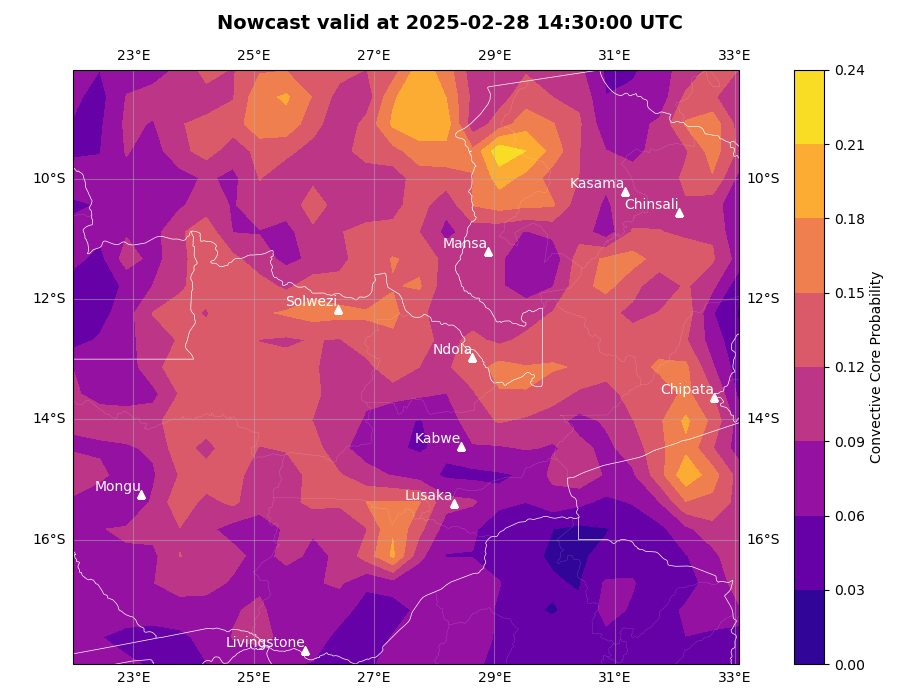 Nowcast valid at 2025-02-28 14:30:00 UTC
23°E 25°E 27°E 29°E 31°E 33°E
0.24
0.21
10°S Kasama 10°S
Chinsali
0.18
Mansa
0.15
12°S Solwezi 12°S
Ndola
0.12
Chipata
14°S 14°S
0.09
Kabwe
Mongu Lusaka
0.06
16°S 16°S
0.03
Livingstone
0.00
Convective Core Probability
23°E 25°E 27°E 29°E 31°E 33°E